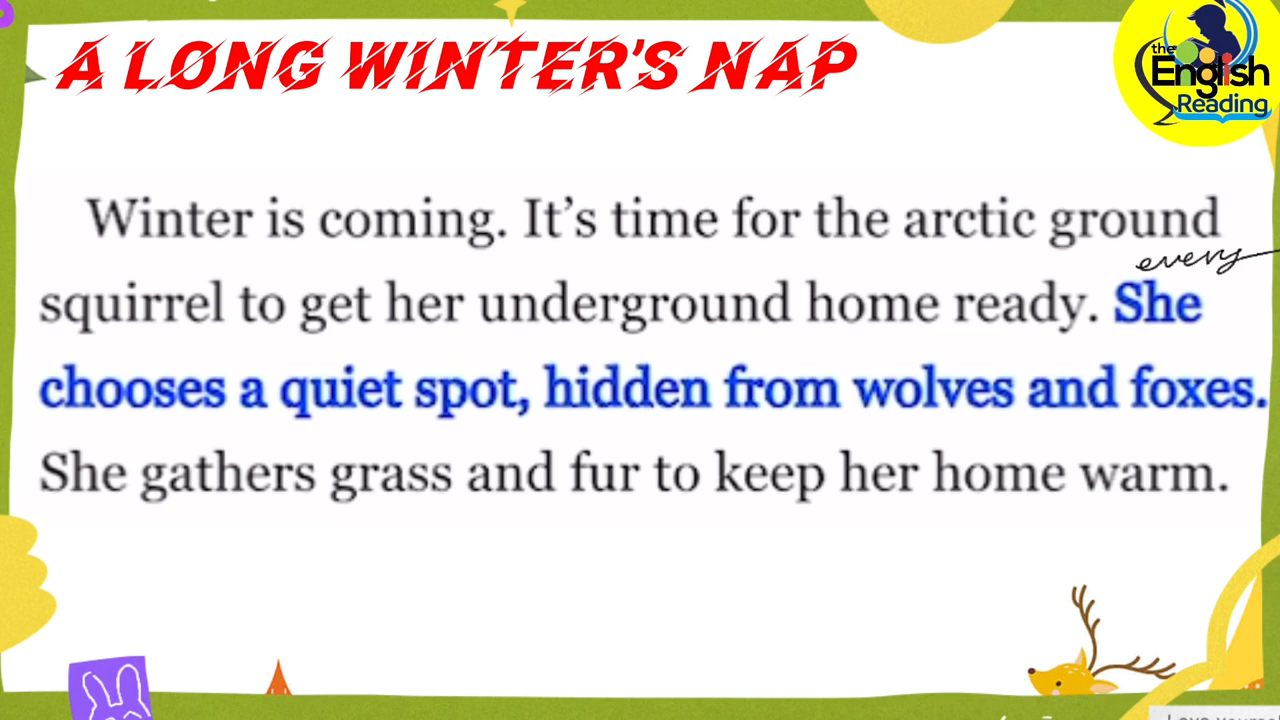 A LONG WINTER'S NAP
the
English
Reading
Winter is coming. It's time for the arctic ground
every
squirrel to get her underground home ready. She
chooses a quiet spot, hidden from wolves and foxes.
She gathers grass and fur to keep her home warm.